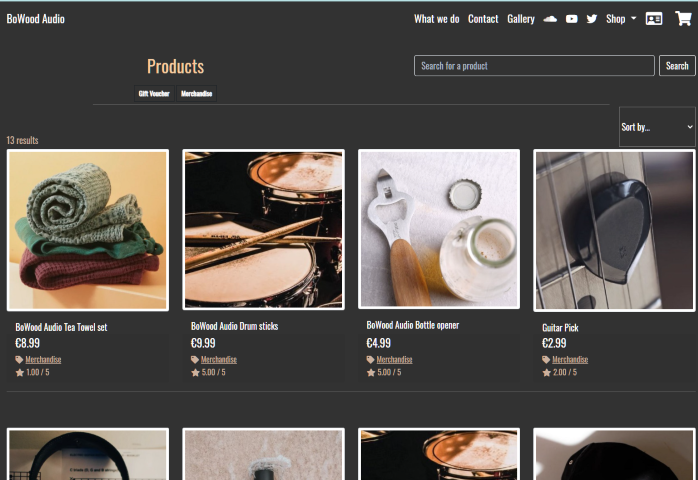 BoWood Audio
What we do Contact Gallery Shop
Products
Search for a product Search
Gift Voucher Merchandise
Sort by...
13 results
BoWood Audio Tea Towel set
€8.99
Merchandise
1.00 / 5
BoWood Audio Drum sticks
€9.99
Merchandise
5.00 / 5
BoWood Audio Bottle opener
€4.99
Merchandise
5.00 / 5
Guitar Pick
€2.99
Merchandise
2.00 / 5